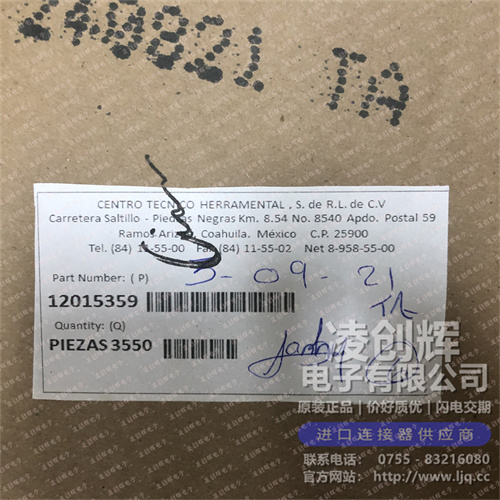 240821 TA
CENTRO TECNICO HERRAMENTAL , S. de R.L. de C.V
Carretera Saltillo - Piedras Negras Km. 8.54 No. 8540 Apdo. Postal 59
Ramos Arizpe, Coahuila. México C.P. 25900
Tel. (84) 11-55-00 Fax (84) 11-55-02 Net 8-958-55-00
Part Number: ( P)
3-09-21
12015359
TA
Quantity: (Q)
PIEZAS 3550
凌创辉
电子有限公司
原装正品 | 价好质优 | 闪电交期
进口连接器供应商
联系电话: 0755 - 83216080
官方网站: http://www.ljq.cc